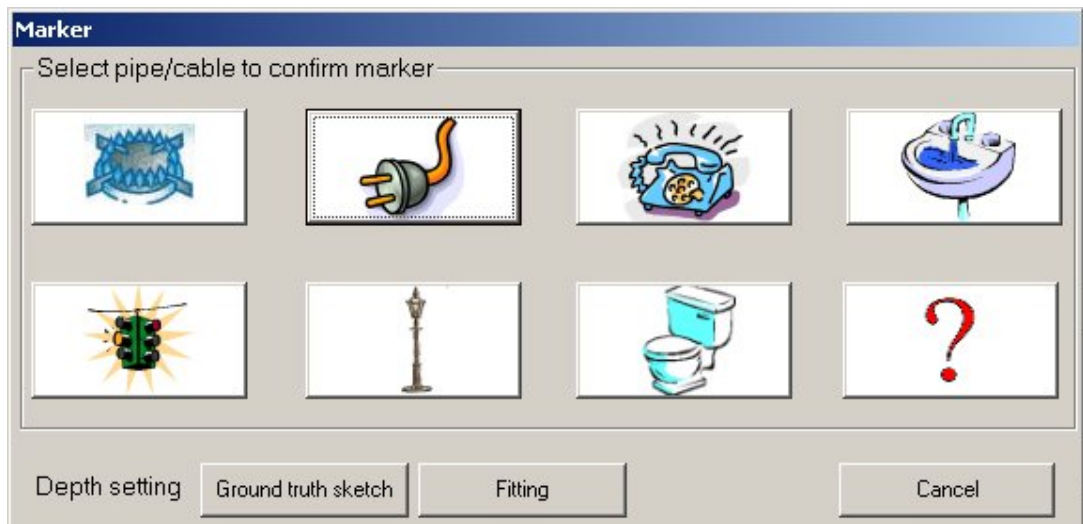 Marker
Select pipe/cable to confirm marker
?
Depth setting Ground truth sketch Fitting Cancel